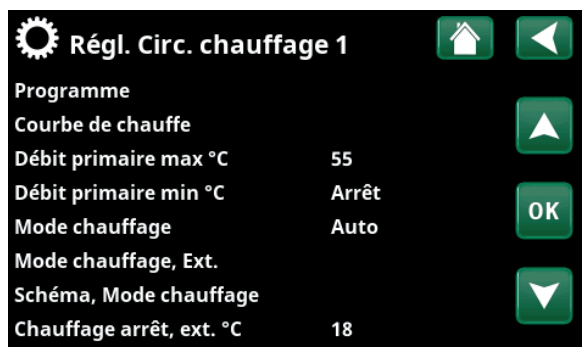 Régl. Circ. chauffage 1
Programme
Courbe de chauffe
Débit primaire max °C 55
Débit primaire min °C Arrêt
Mode chauffage Auto
OK
Mode chauffage, Ext.
Schéma, Mode chauffage
Chauffage arrêt, ext. °C 18